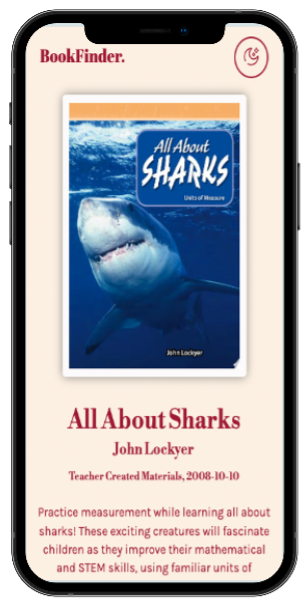 BookFinder.
All About
SHARKS
Units of Measure
John Lockyer
All About Sharks
John Lockyer
Teacher Created Materials, 2008-10-10
Practice measurement while learning all about
sharks! These exciting creatures will fascinate
children as they improve their mathematical
and STEM skills, using familiar units of